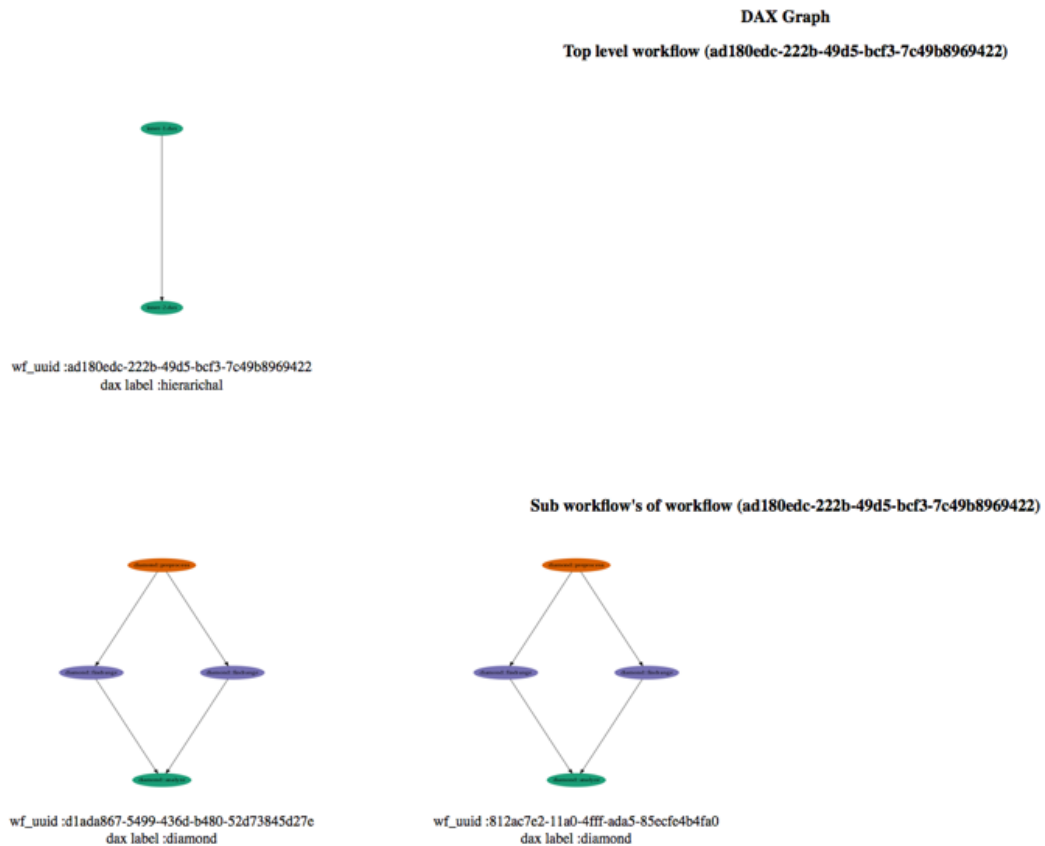 DAX Graph
Top level workflow (ad180edc-222b-49d5-bcf3-7c49b8969422)
wf_uuid :ad180edc-222b-49d5-bcf3-7c49b8969422
dax label :hierarichal
Sub workflow's of workflow (ad180edc-222b-49d5-bcf3-7c49b8969422)
wf_uuid :d1ada867-5499-436d-b480-52d73845d27e
dax label :diamond
wf_uuid :812ac7e2-11a0-4fff-ada5-85ecfe4b4fa0
dax label :diamond